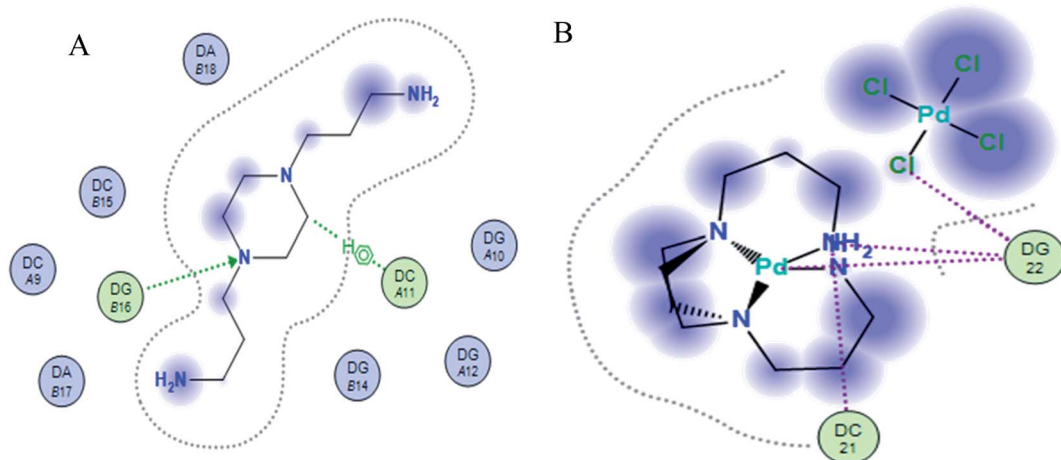 A
DA
B18
NH2
N
DC
B15
DC
A9
DG
B16
N
H
DC
A11
DG
A10
DA
B17
H2N
DG
B14
DG
A12
B
Cl
Cl
Pd
Cl
Cl
N
NH2
Pd
N
N
DG
22
DC
21